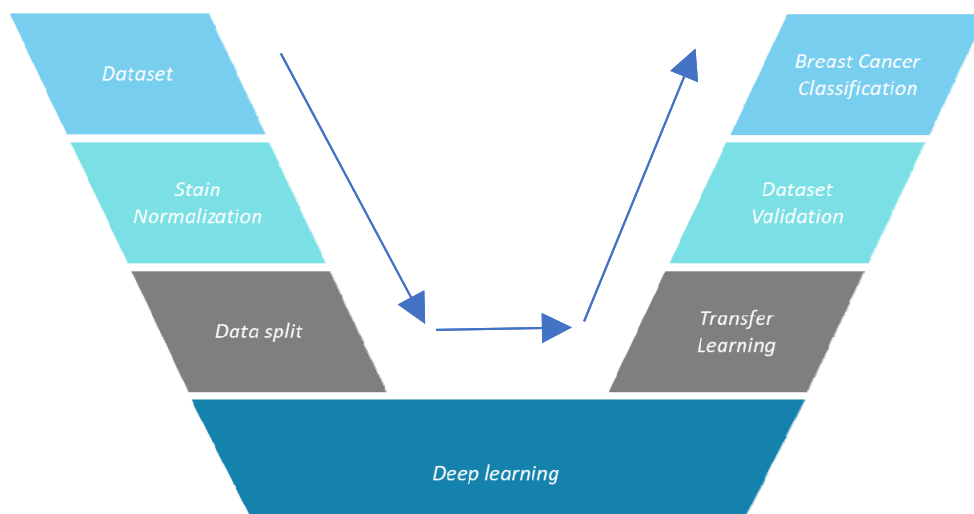 Dataset
Stain
Normalization
Data split
Deep learning
Transfer
Learning
Dataset
Validation
Breast Cancer
Classification